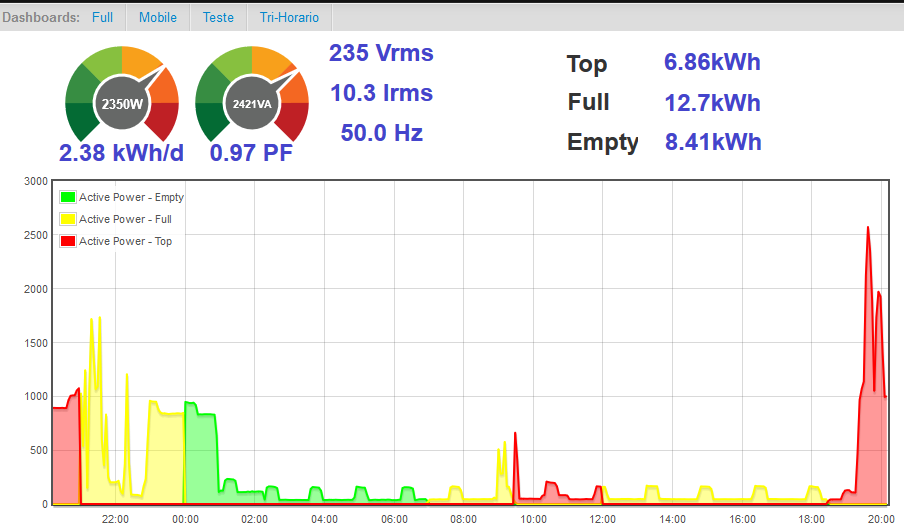 Dashboards: Full Mobile Teste Tri-Horario
2350W
2421VA
2.38 kWh/d
0.97 PF
235 Vrms
10.3 Irms
50.0 Hz
Top 6.86kWh
Full 12.7kWh
Empty 8.41kWh
3000
2500
2000
1500
1000
500
0
Active Power - Empty
Active Power - Full
Active Power - Top
22:00 00:00 02:00 04:00 06:00 08:00 10:00 12:00 14:00 16:00 18:00 20:00